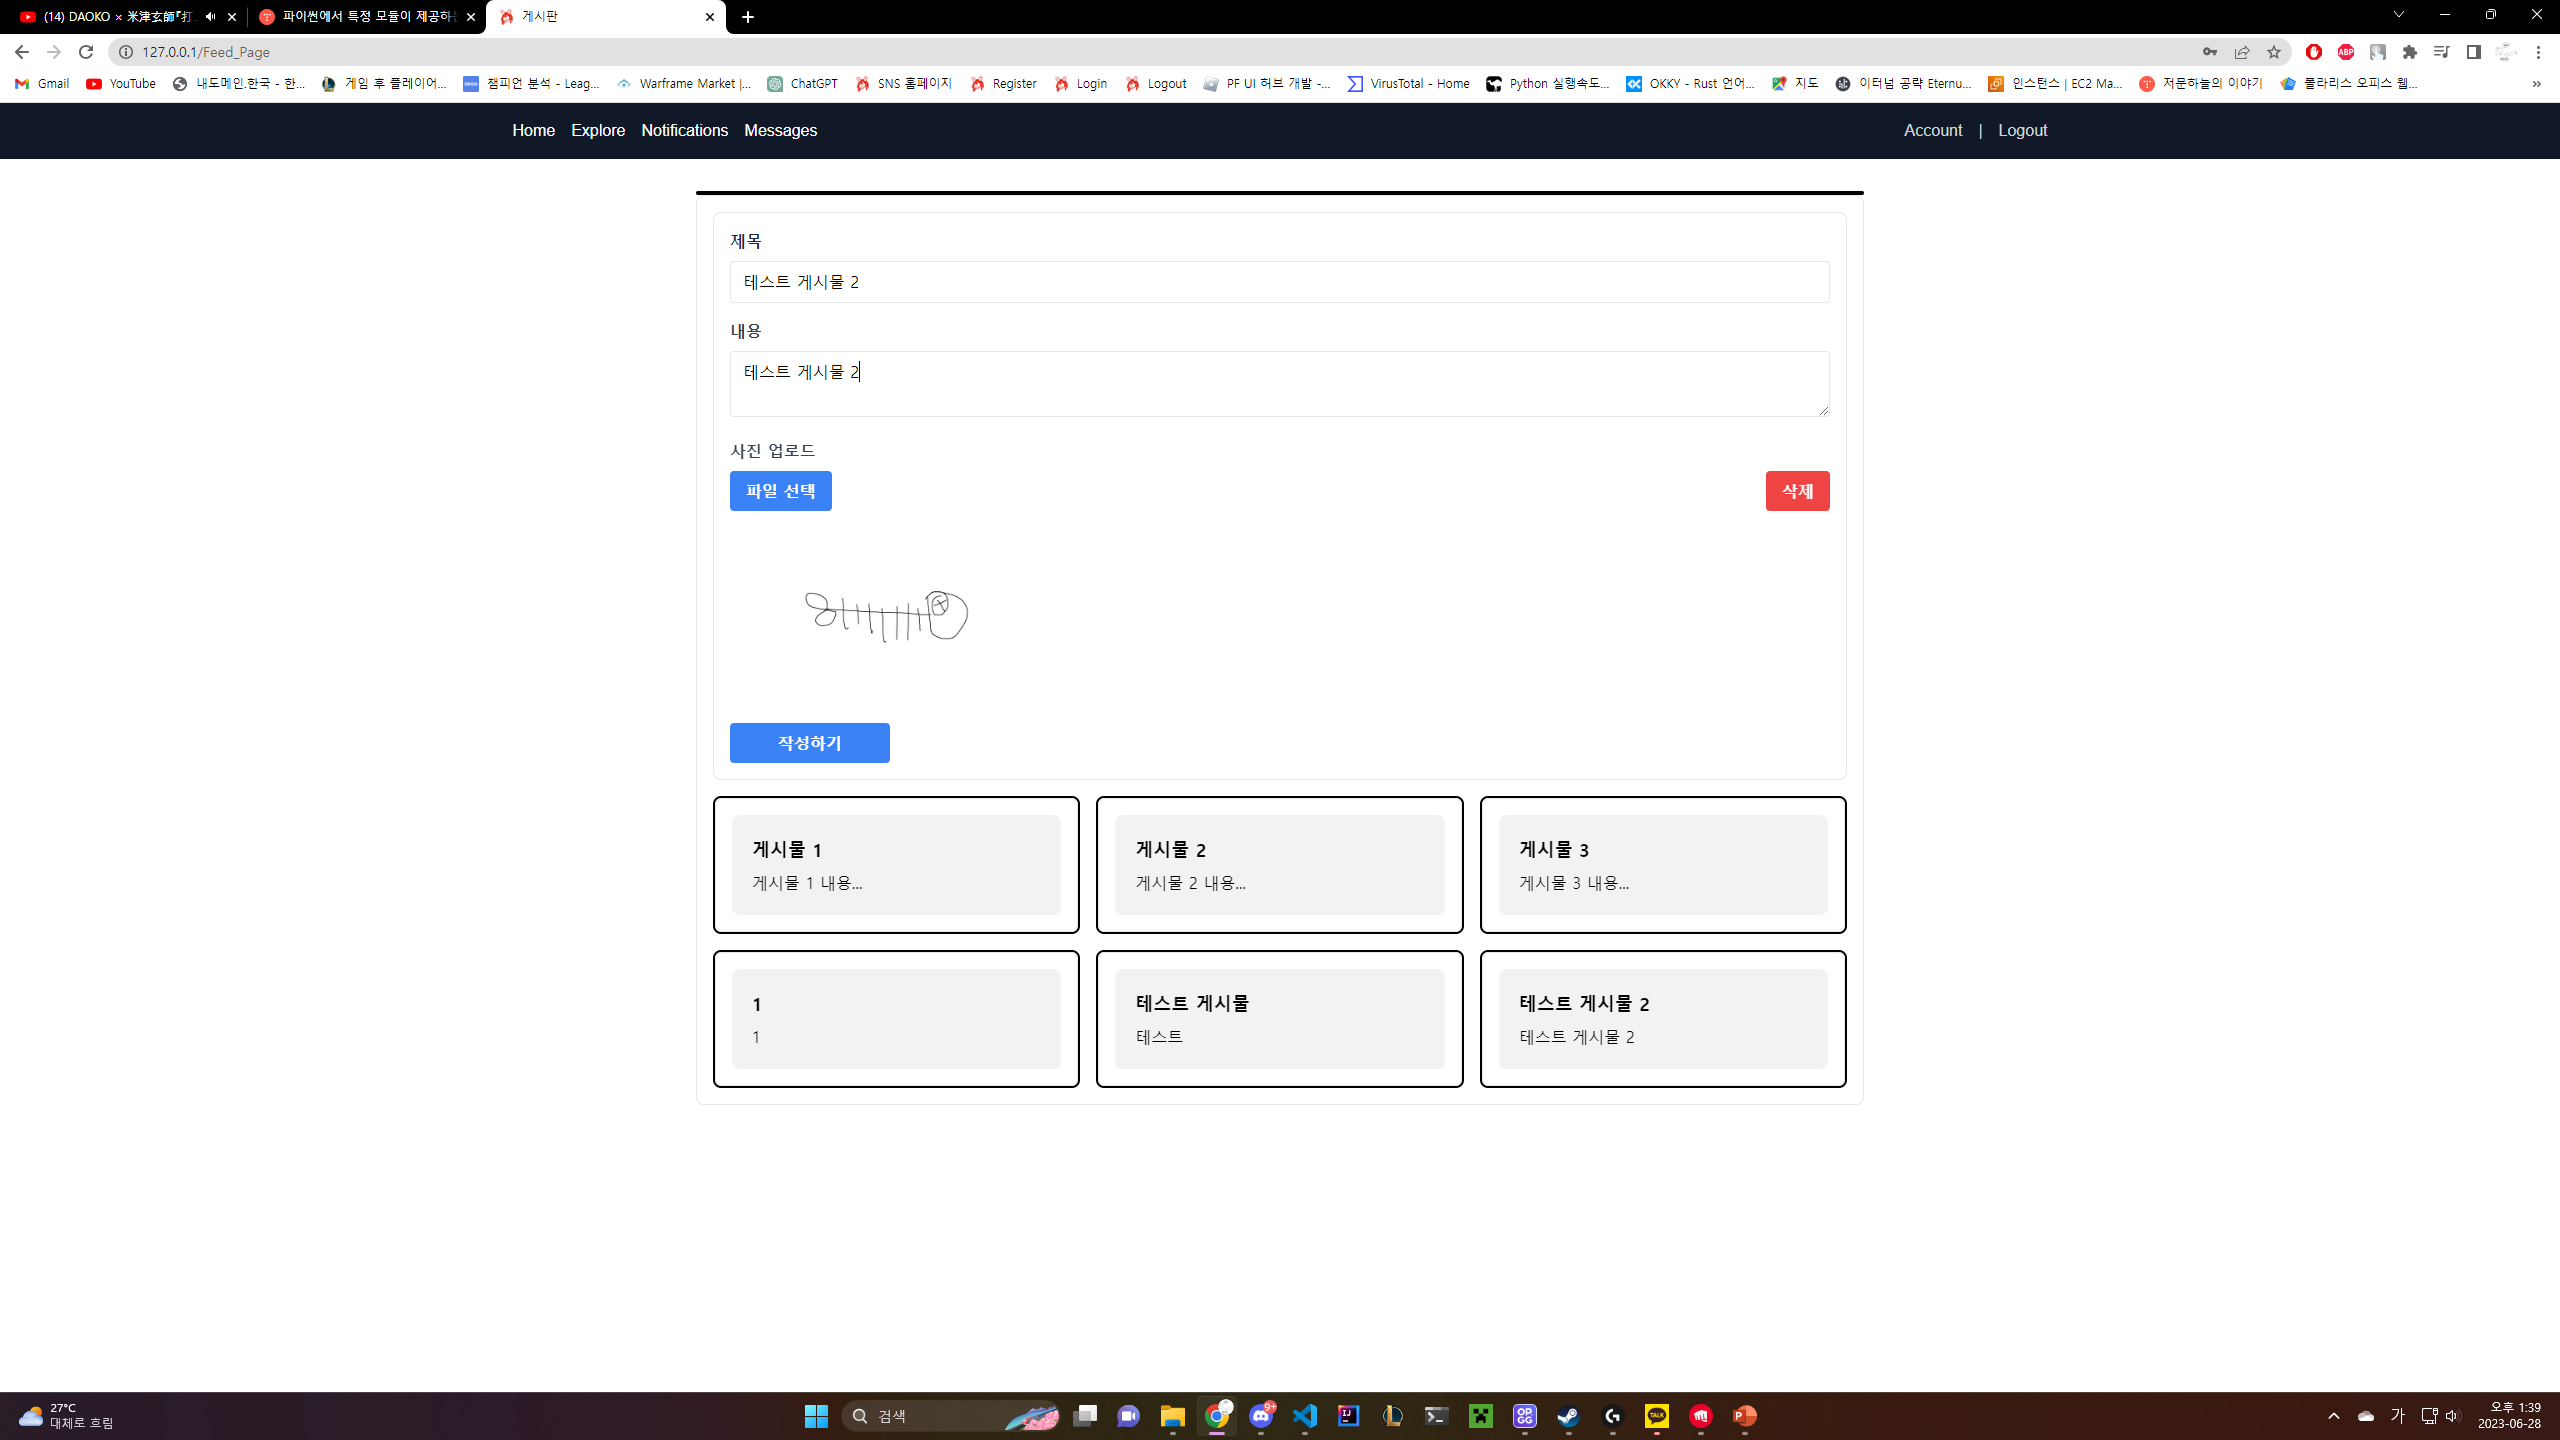 (14) DAOKO × 米津玄師『打
파이썬에서 특정 모듈이 제공하는
게시판
127.0.0.1/Feed_Page
Gmail
YouTube
내도메인.한국 - 한...
게임 후 플레이어...
챔피언 분석 - Leag...
Warframe Market |...
ChatGPT
SNS 홈페이지
Register
Login
Logout
PF UI 허브 개발 -...
VirusTotal - Home
Python 실행속도...
OKKY - Rust 언어...
지도
이터넘 공략 Eternu...
인스턴스 | EC2 Ma...
저문하늘의 이야기
폴라리스 오피스 웹...
»
Home Explore Notifications Messages
Account | Logout
제목
테스트 게시물 2
내용
테스트 게시물 2
사진 업로드
파일 선택
삭제
작성하기
게시물 1
게시물 1 내용...
게시물 2
게시물 2 내용...
게시물 3
게시물 3 내용...
1
1
테스트 게시물
테스트
테스트 게시물 2
테스트 게시물 2
27°C
대체로 흐림
검색
9+
가
오후 1:39
2023-06-28